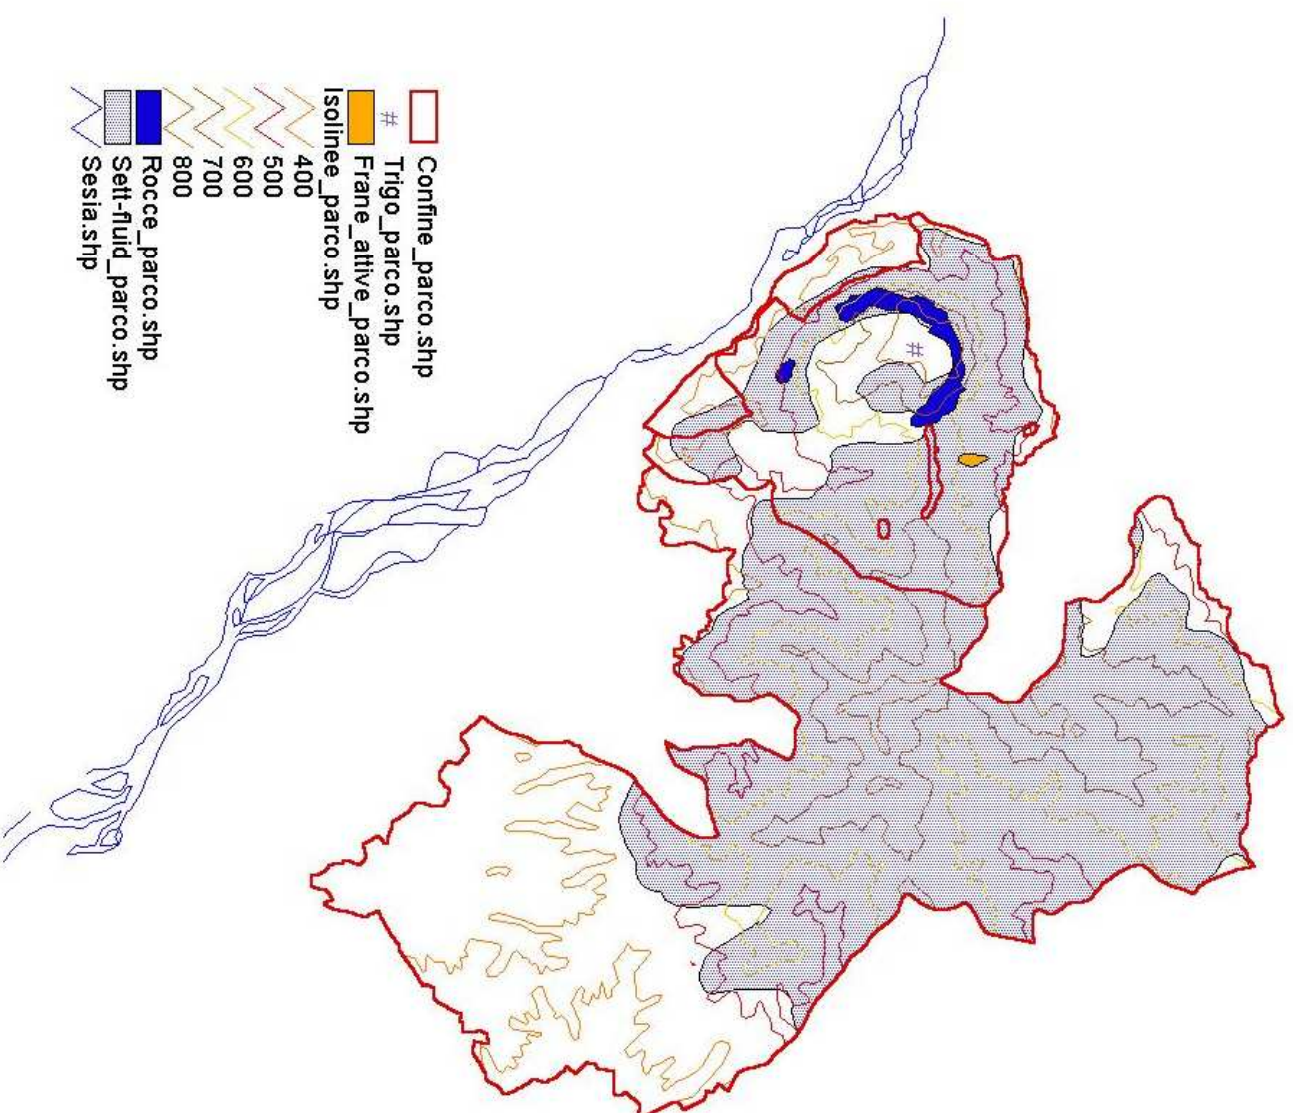 Confine_parco.shp
# Trigo_parco.shp
Frane_attive_parco.shp
Isolinee_parco.shp
400
500
600
700
800
Rocce_parco.shp
Sett-fluid_parco.shp
Sesia.shp
#